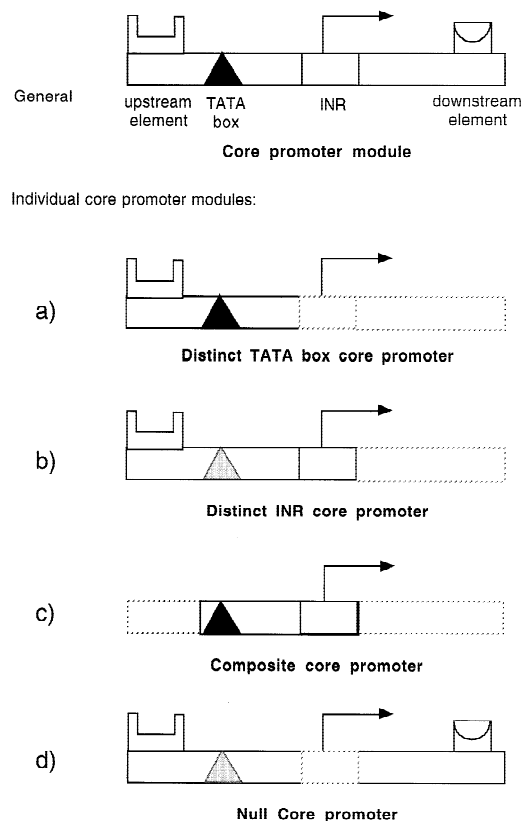 General
upstream element
TATA box
INR
downstream element
Core promoter module
Individual core promoter modules:
a)
Distinct TATA box core promoter
b)
Distinct INR core promoter
c)
Composite core promoter
d)
Null Core promoter